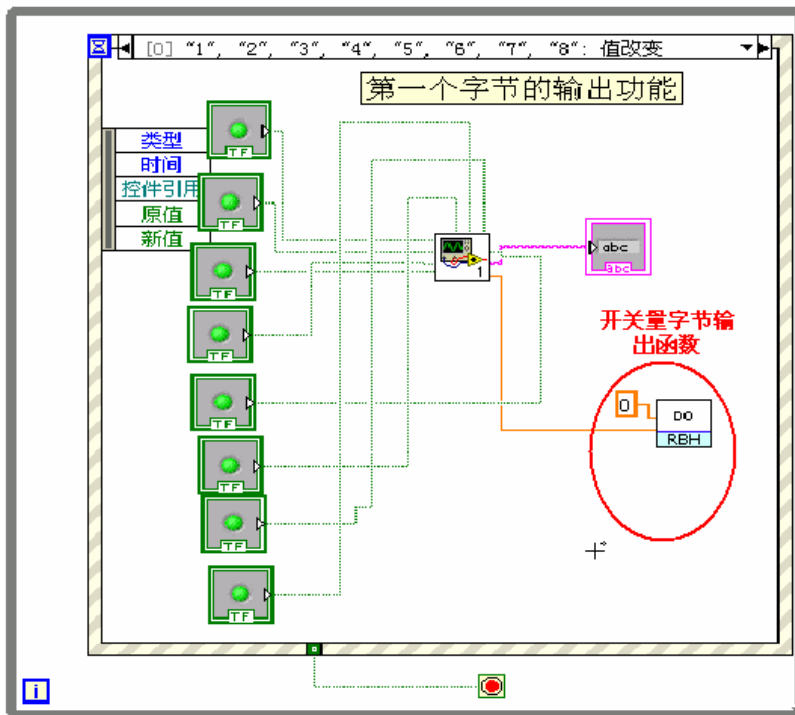 [0] "1", "2", "3", "4", "5", "6", "7", "8": 值改变
第一个字节的输出功能
类型
时间
控件引用
原值
新值
TF
TF
TF
TF
TF
TF
TF
TF
1
abc
abc
开关量字节输
出函数
0
DO
RBH
i